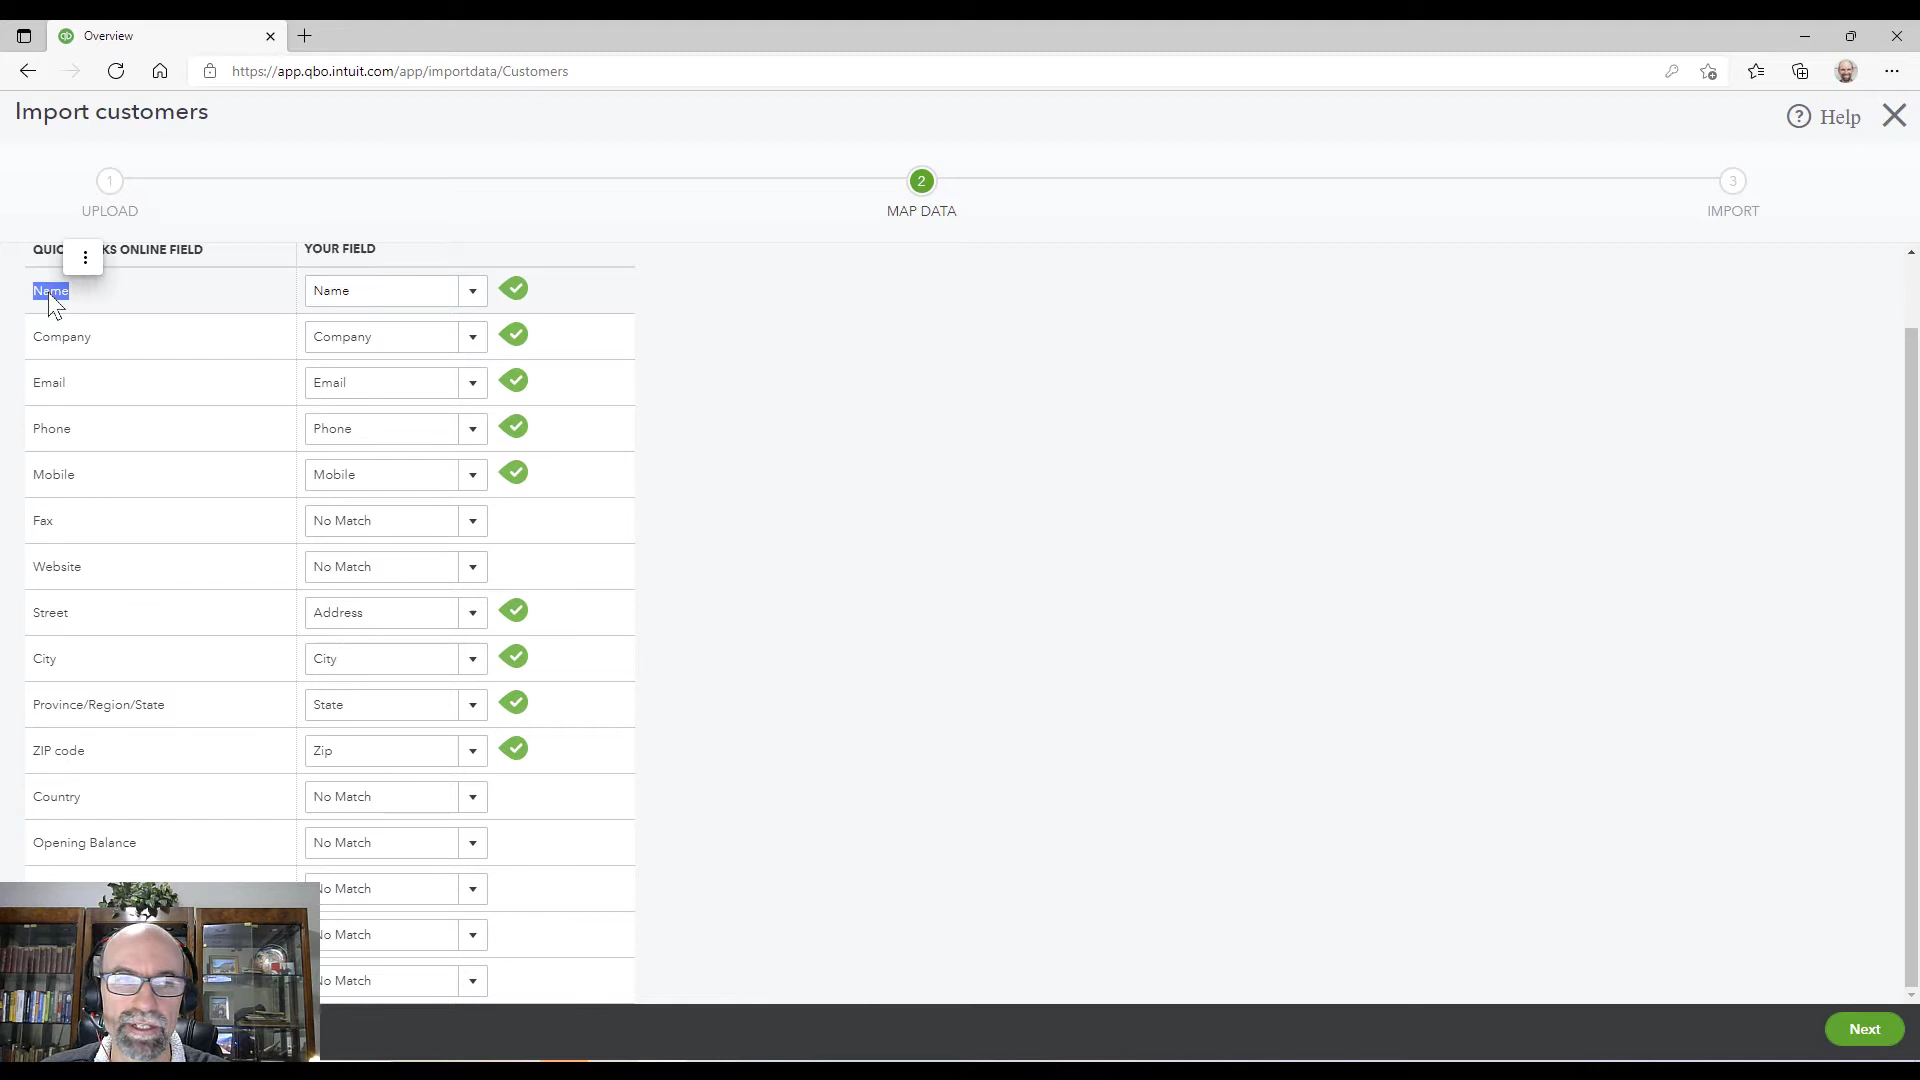 Overview
https://app.qbo.intuit.com/app/importdata/Customers
Import customers
Help
1
2
3
UPLOAD
MAP DATA
IMPORT
KS ONLINE FIELD
YOUR FIELD
Name
Name
Company
Company
Email
Email
Phone
Phone
Mobile
Mobile
Fax
No Match
Website
No Match
Street
Address
City
City
Province/Region/State
State
ZIP code
Zip
Country
No Match
Opening Balance
No Match
No Match
No Match
No Match
Next